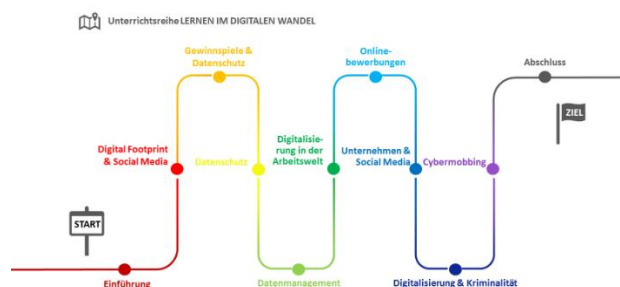 Unterrichtsreihe LERNEN IM DIGITALEN WANDEL
START
Einführung
Digital Footprint
& Social Media
Gewinnspiele &
Datenschutz
Datenschutz
Datenmanagement
Digitalisie-
rung in der
Arbeitswelt
Online-
bewerbungen
Unternehmen &
Social Media
Digitalisierung & Kriminalität
Cybermobbing
Abschluss
ZIEL